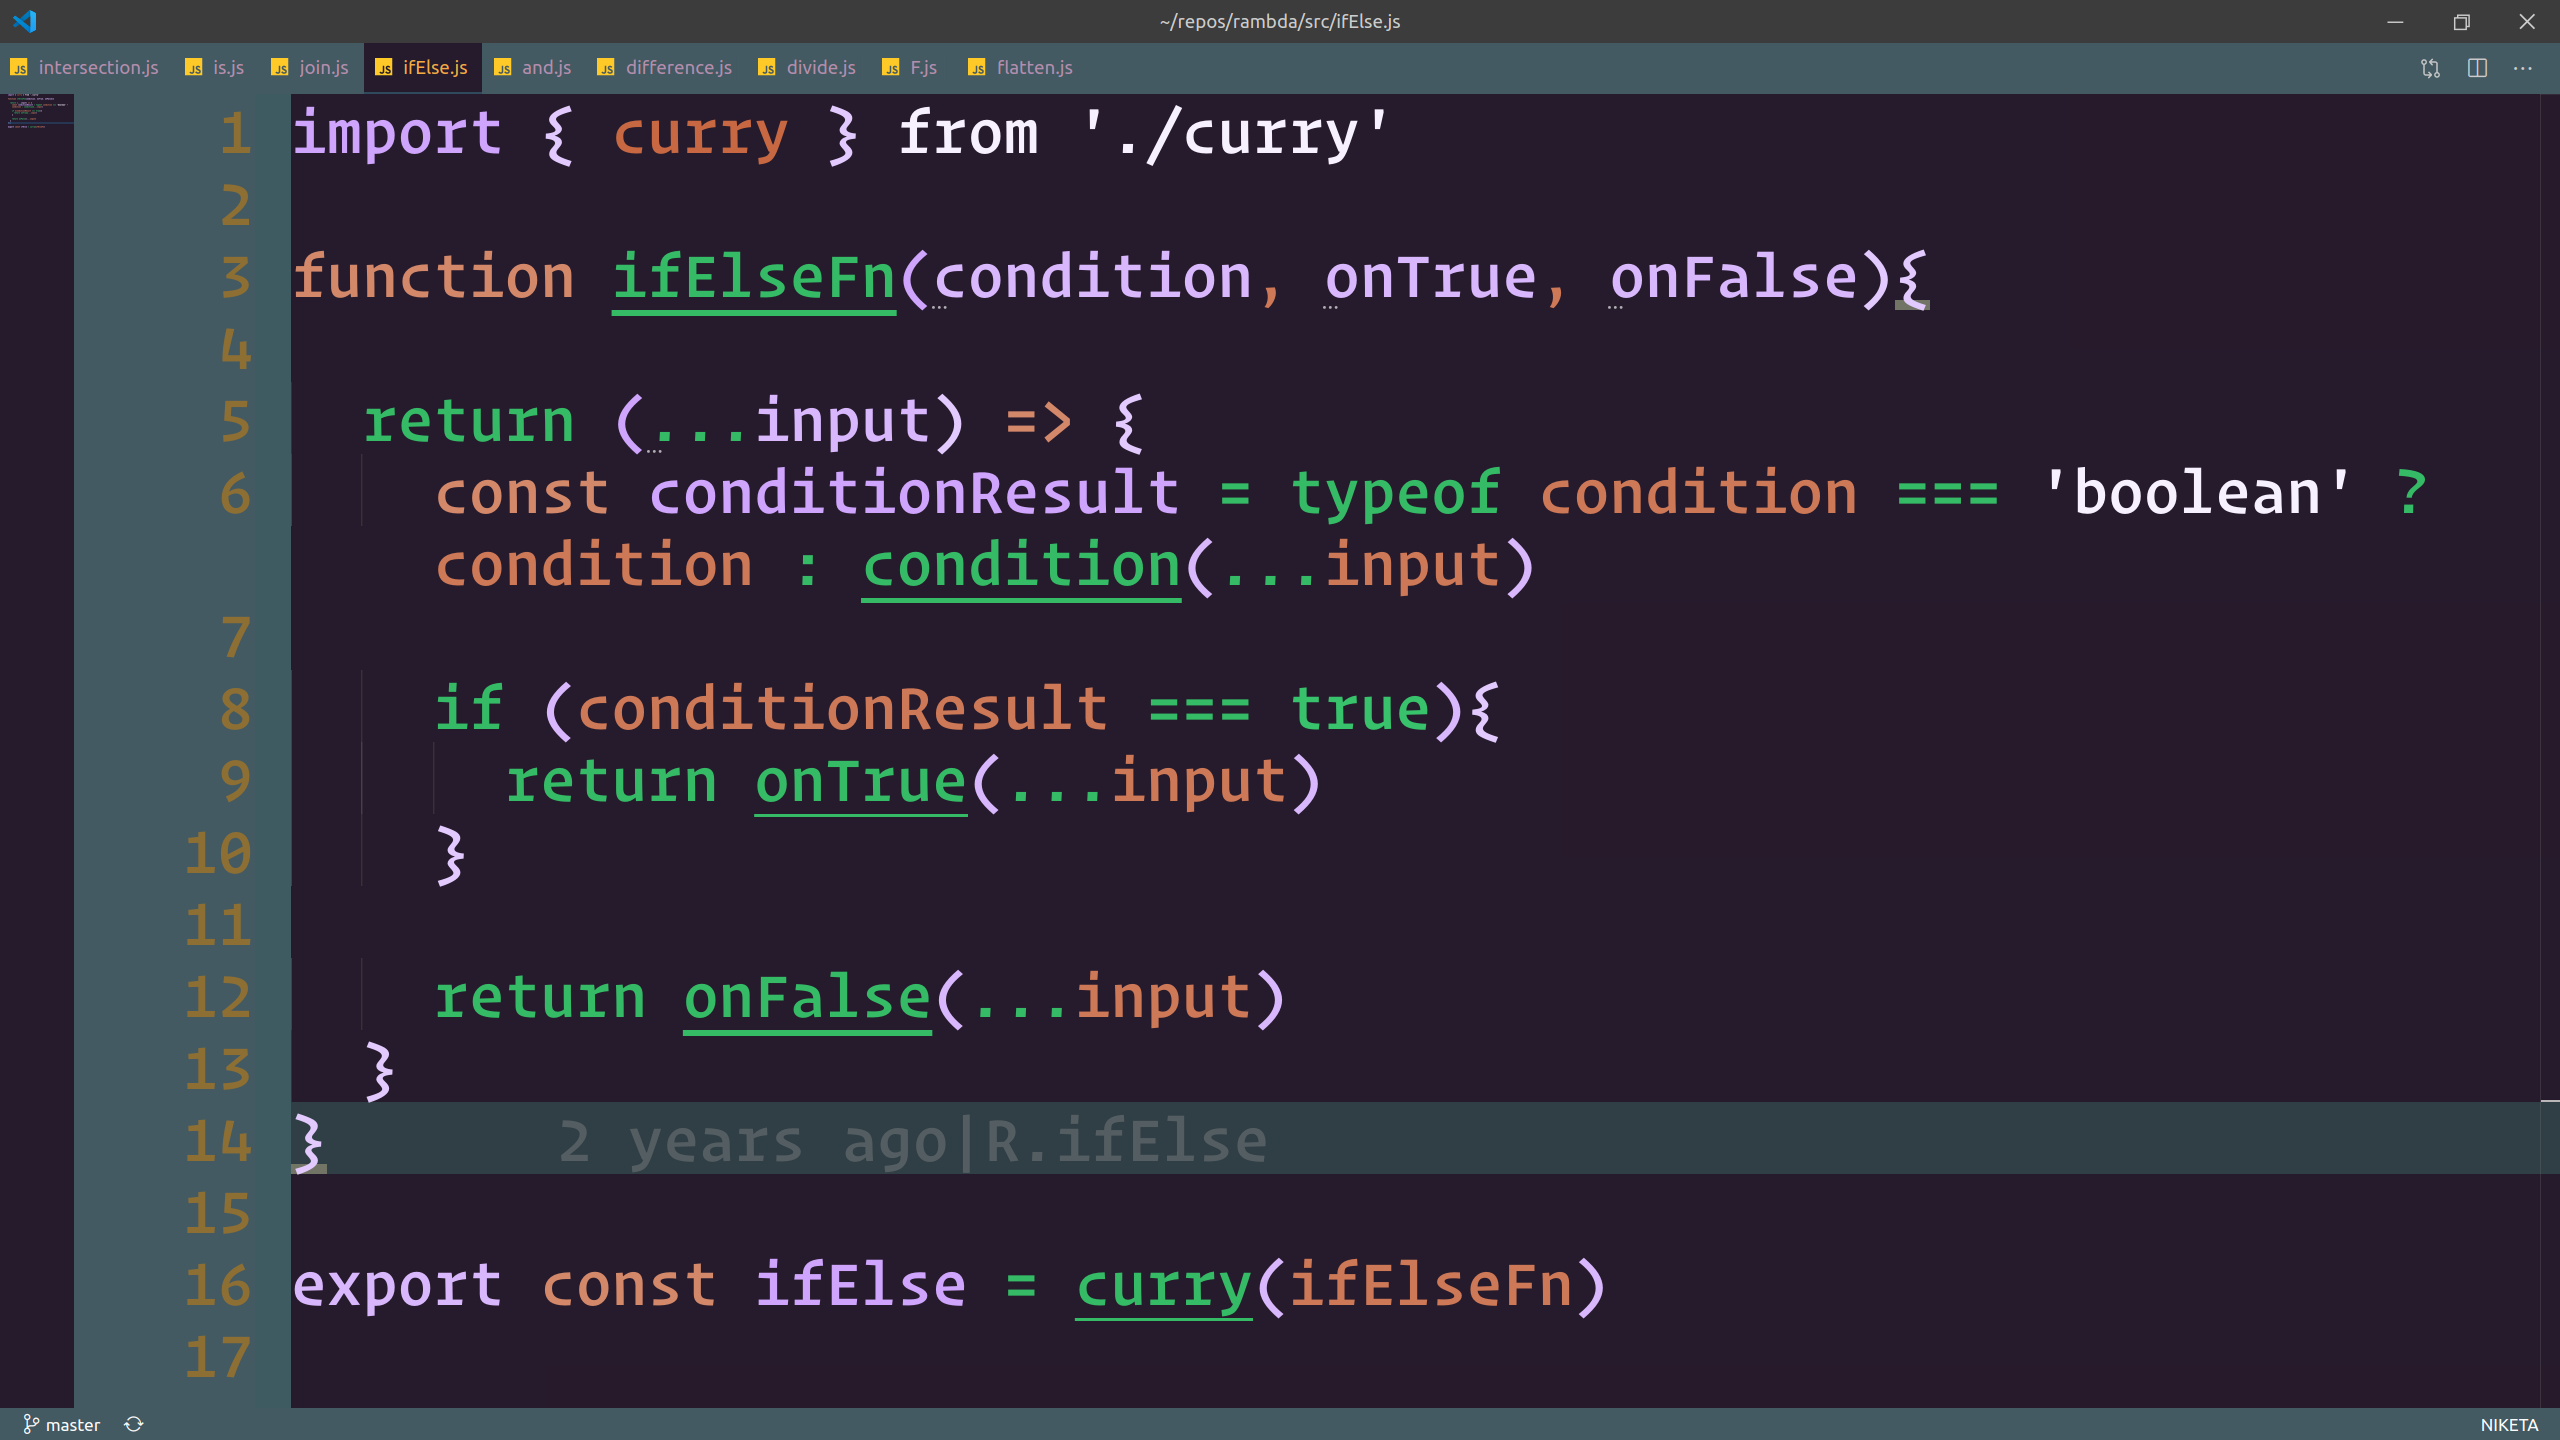 ~/repos/rambda/src/ifElse.js
JS intersection.js JS is.js JS join.js JS ifElse.js JS and.js JS difference.js JS divide.js JS F.js JS flatten.js
1 import { curry } from './curry'
2
3 function ifElseFn(condition, onTrue, onFalse){
4
5 return (...input) => {
6 const conditionResult = typeof condition === 'boolean' ?
condition : condition(...input)
7
8 if (conditionResult === true){
9 return onTrue(...input)
10 }
11
12 return onFalse(...input)
13 }
14 } 2 years ago|R.ifElse
15
16 export const ifElse = curry(ifElseFn)
17
master NIKETA